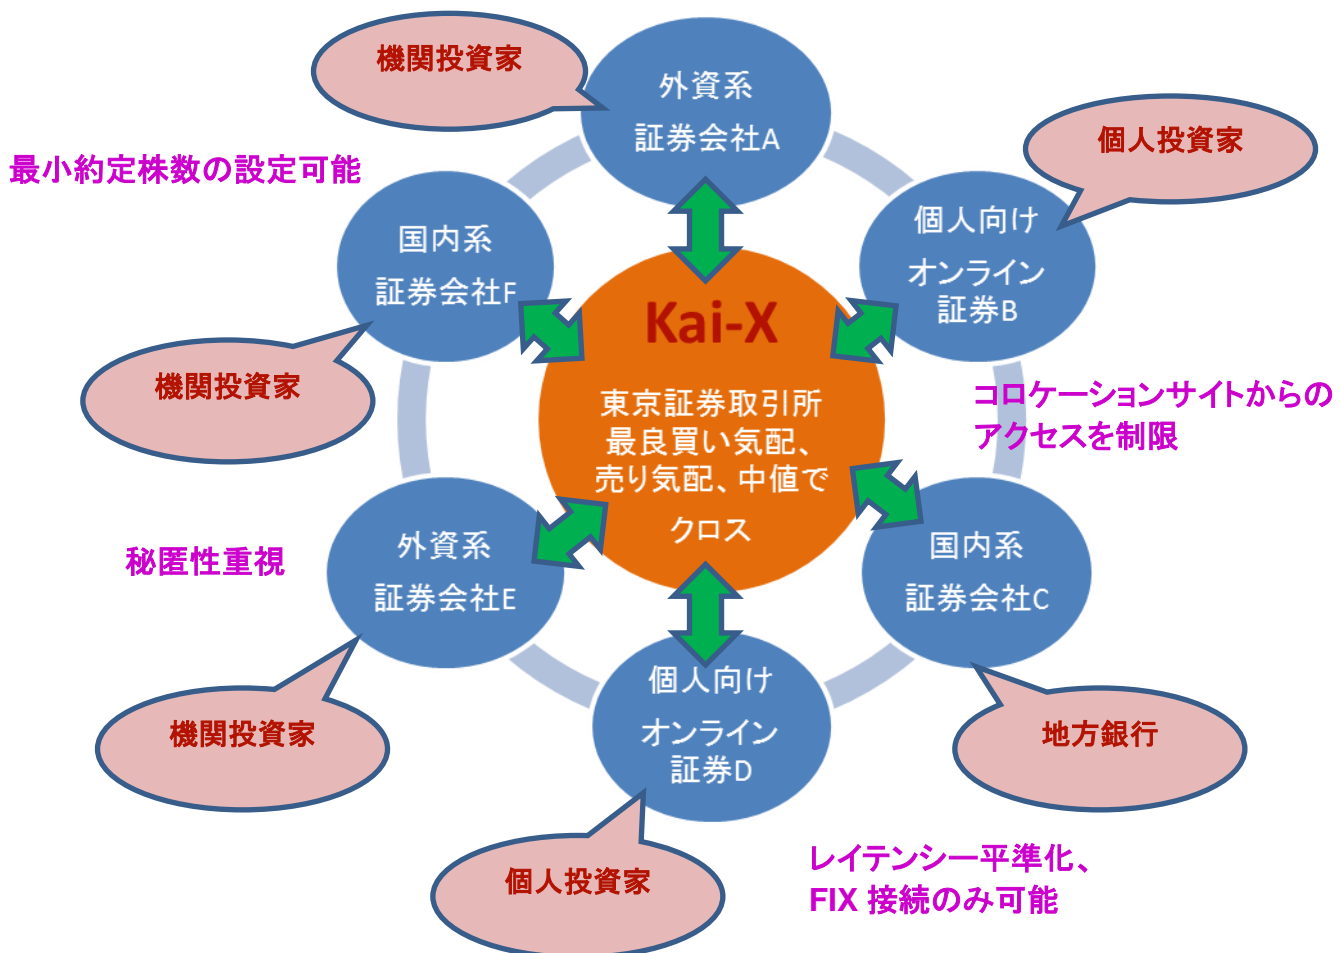 機関投資家
外資系
証券会社A
個人投資家
最小約定株数の設定可能
国内系
証券会社F
個人向け
オンライン
証券B
Kai-X
東京証券取引所
最良買い気配、
売り気配、中値で
クロス
機関投資家
コロケーションサイトからの
アクセスを制限
秘匿性重視
外資系
証券会社E
国内系
証券会社C
機関投資家
個人向け
オンライン
証券D
地方銀行
個人投資家
レイテンシー平準化、
FIX 接続のみ可能